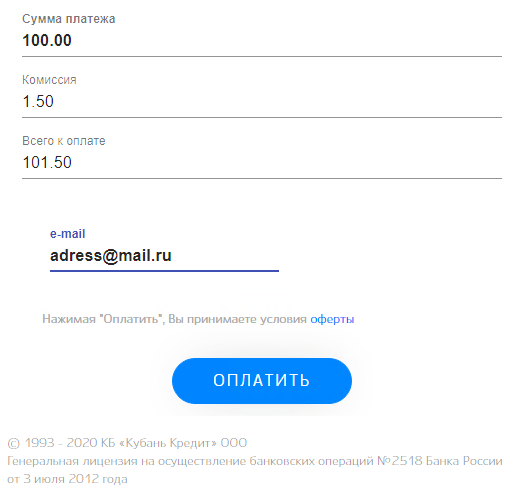 Сумма платежа
100.00
Комиссия
1.50
Всего к оплате
101.50
e-mail
adress@mail.ru
Нажимая "Оплатить", Вы принимаете условия оферты
ОПЛАТИТЬ
© 1993 - 2020 КБ «Кубань Кредит» ООО
Генеральная лицензия на осуществление банковских операций №2518 Банка России
от 3 июля 2012 года